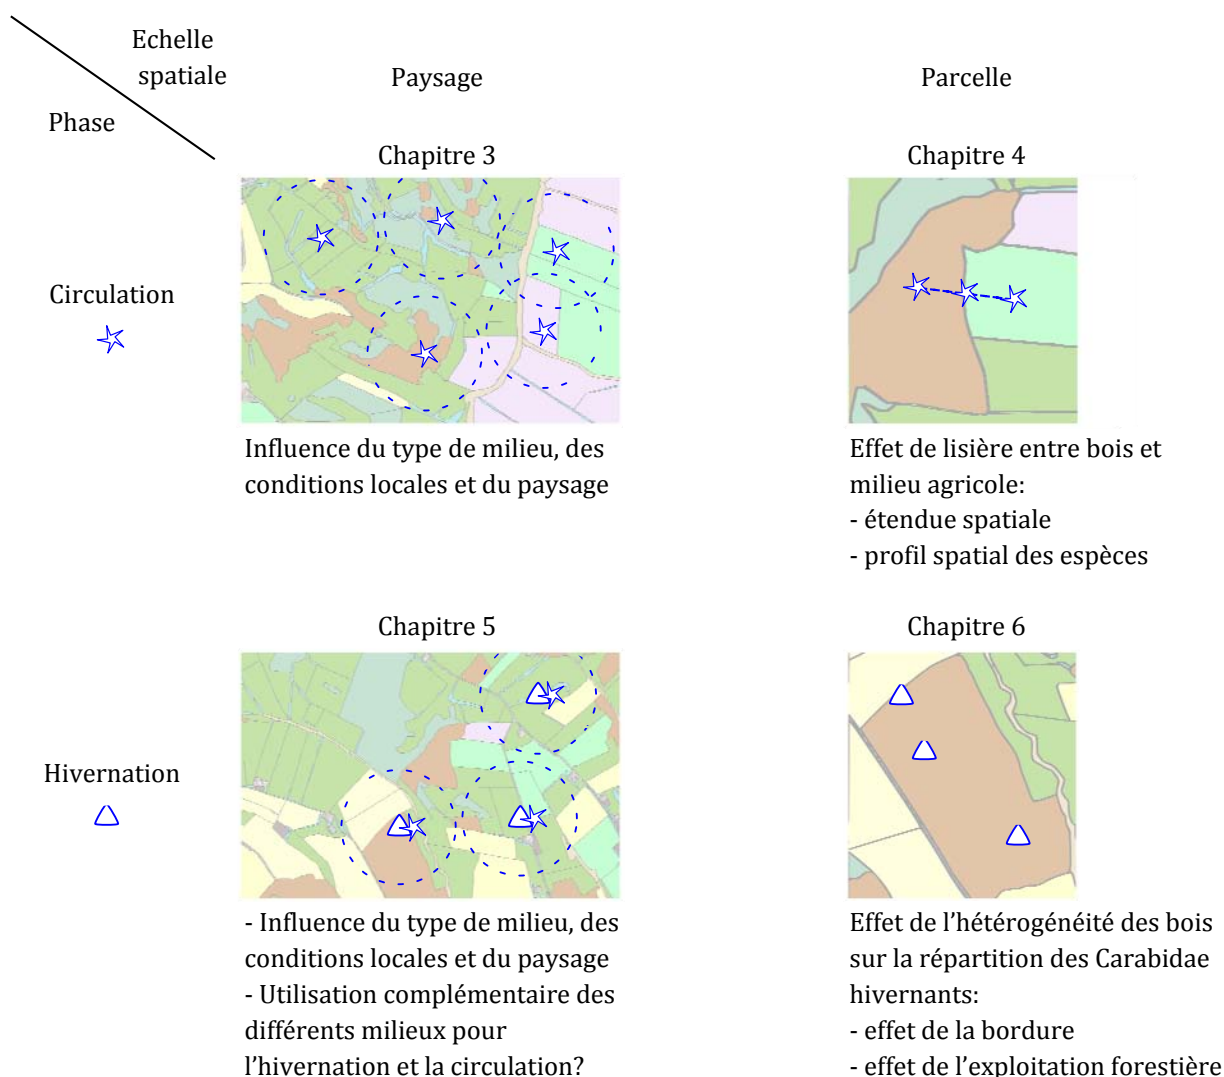 Echelle
spatiale
Phase
Paysage
Parcelle
Chapitre 3
Chapitre 4
Circulation
Influence du type de milieu, des
conditions locales et du paysage
Effet de lisière entre bois et
milieu agricole:
- étendue spatiale
- profil spatial des espèces
Chapitre 5
Chapitre 6
Hivernation
- Influence du type de milieu, des
conditions locales et du paysage
- Utilisation complémentaire des
différents milieux pour
l'hivernation et la circulation?
Effet de l'hétérogénéité des bois
sur la répartition des Carabidae
hivernants:
- effet de la bordure
- effet de l'exploitation forestière